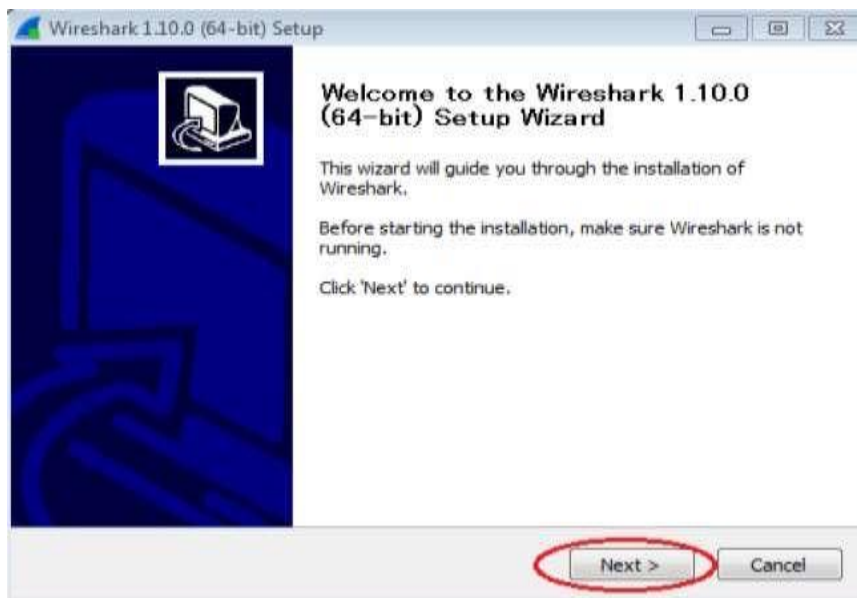 Wireshark 1.10.0 (64-bit) Setup
Welcome to the Wireshark 1.10.0
(64-bit) Setup Wizard
This wizard will guide you through the installation of
Wireshark.
Before starting the installation, make sure Wireshark is not
running.
Click 'Next' to continue.
Next >
Cancel